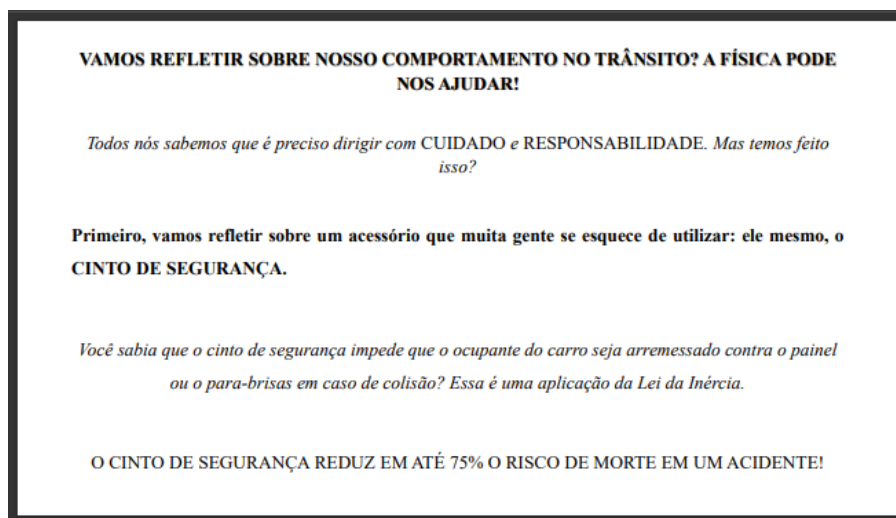 VAMOS REFLETIR SOBRE NOSSO COMPORTAMENTO NO TRÂNSITO? A FÍSICA PODE
NOS AJUDAR!
Todos nós sabemos que é preciso dirigir com CUIDADO e RESPONSABILIDADE. Mas temos feito
isso?
Primeiro, vamos refletir sobre um acessório que muita gente se esquece de utilizar: ele mesmo, o
CINTO DE SEGURANÇA.
Você sabia que o cinto de segurança impede que o ocupante do carro seja arremessado contra o painel
ou o para-brisas em caso de colisão? Essa é uma aplicação da Lei da Inércia.
O CINTO DE SEGURANÇA REDUZ EM ATÉ 75% O RISCO DE MORTE EM UM ACIDENTE!